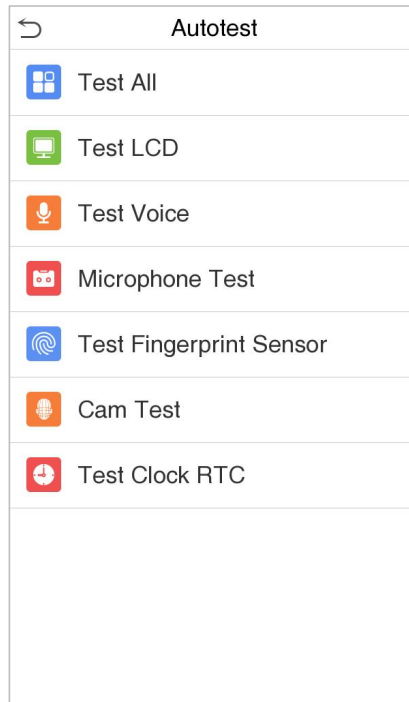 Autotest
Test All
Test LCD
Test Voice
Microphone Test
Test Fingerprint Sensor
Cam Test
Test Clock RTC